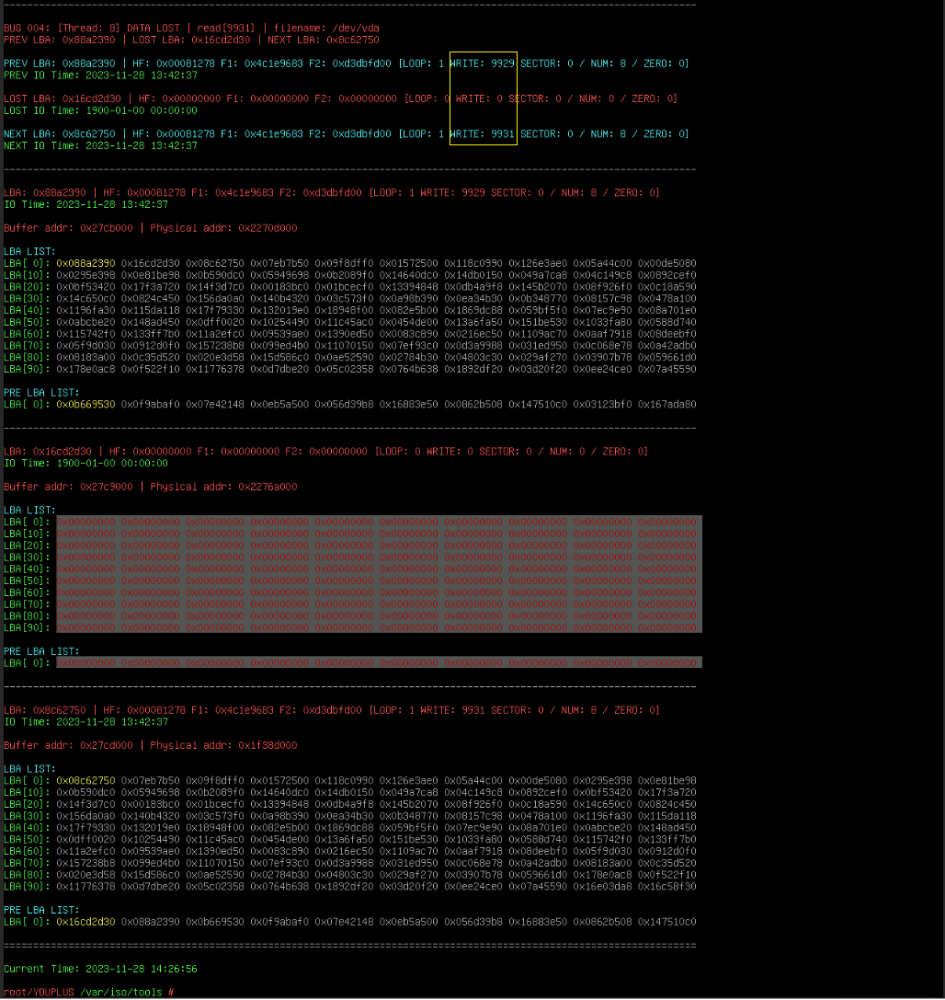 ------------------------------------------------------------------------------------------------------------------------
BUG 004: [Thread: 8] DATA LOST | read[9931] | filename: /dev/vda
PREV LBA: 0x88a2390 | LOST LBA: 0x16cd2d30 | NEXT LBA: 0x8c62750
PREV LBA: 0x88a2390 | HF: 0x00081278 F1: 0x4c1e9683 F2: 0xd3dbfd00 [LOOP: 1 WRITE: 9929 SECTOR: 0 / NUM: 8 / ZERO: 0]
PREV IO Time: 2023-11-28 13:42:37
LOST LBA: 0x16cd2d30 | HF: 0x00000000 F1: 0x00000000 F2: 0x00000000 [LOOP: 0 WRITE: 0 SECTOR: 0 / NUM: 0 / ZERO: 0]
LOST IO Time: 1900-01-00 00:00:00
NEXT LBA: 0x8c62750 | HF: 0x00081278 F1: 0x4c1e9683 F2: 0xd3dbfd00 [LOOP: 1 WRITE: 9931 SECTOR: 0 / NUM: 8 / ZERO: 0]
NEXT IO Time: 2023-11-28 13:42:37
------------------------------------------------------------------------------------------------------------------------
LBA: 0x88a2390 | HF: 0x00081278 F1: 0x4c1e9683 F2: 0xd3dbfd00 [LOOP: 1 WRITE: 9929 SECTOR: 0 / NUM: 8 / ZERO: 0]
IO Time: 2023-11-28 13:42:37
Buffer addr: 0x27cb000 | Physical addr: 0x2270d000
LBA LIST:
LBA[ 0]: 0x088a2390 0x16cd2d30 0x08c62750 0x07eb7b50 0x09f8dff0 0x01572500 0x118c0990 0x126e3ae0 0x05a44c00 0x00de5080
LBA[10]: 0x0295e398 0x0e81be98 0x0b590dc0 0x05949698 0x0b2089f0 0x14640dc0 0x14db0150 0x049a7ca8 0x04c149c8 0x0892cef0
LBA[20]: 0x0bf53420 0x17f3a720 0x14f3d7c0 0x00183bc0 0x01bcecf0 0x13394848 0x0db4a9f8 0x145b2070 0x08f926f0 0x0c18a590
LBA[30]: 0x14c650c0 0x0824c450 0x156da0a0 0x140b4320 0x03c573f0 0x0a98b390 0x0ea34b30 0x0b348770 0x08157c98 0x0478a100
LBA[40]: 0x1196fa30 0x115da118 0x17f79330 0x132019e0 0x18948f00 0x082e5b00 0x1869dc88 0x059bf5f0 0x07ec9e90 0x08a701e0
LBA[50]: 0x0abcbe20 0x148ad450 0x0dff0020 0x10254490 0x11c45ac0 0x0454de00 0x13a6fa50 0x151be530 0x1033fa80 0x0588d740
LBA[60]: 0x115742f0 0x133ff7b0 0x11a2efc0 0x09539ae0 0x1390ed50 0x0083c890 0x0216ec50 0x1109ac70 0x0aaf7918 0x08deebf0
LBA[70]: 0x05f9d030 0x0912d0f0 0x157238b8 0x099ed4b0 0x11070150 0x07ef93c0 0x0d3a9988 0x031ed950 0x0c068e78 0x0a42adb0
LBA[80]: 0x08183a00 0x0c35d520 0x020e3d58 0x15d586c0 0x0ae52590 0x02784b30 0x04803c30 0x029af270 0x03907b78 0x059661d0
LBA[90]: 0x178e0ac8 0x0f522f10 0x11776378 0x0d7dbe20 0x05c02358 0x0764b638 0x1892df20 0x03d20f20 0x0ee24ce0 0x07a45590
PRE LBA LIST:
LBA[ 0]: 0x0b669530 0x0f9abaf0 0x07e42148 0x0eb5a500 0x056d39b8 0x16883e50 0x0862b508 0x147510c0 0x03123bf0 0x167ada80
------------------------------------------------------------------------------------------------------------------------
LBA: 0x16cd2d30 | HF: 0x00000000 F1: 0x00000000 F2: 0x00000000 [LOOP: 0 WRITE: 0 SECTOR: 0 / NUM: 0 / ZERO: 0]
IO Time: 1900-01-00 00:00:00
Buffer addr: 0x27c9000 | Physical addr: 0x2276a000
LBA LIST:
LBA[ 0]: 0x00000000 0x00000000 0x00000000 0x00000000 0x00000000 0x00000000 0x00000000 0x00000000 0x00000000 0x00000000
LBA[10]: 0x00000000 0x00000000 0x00000000 0x00000000 0x00000000 0x00000000 0x00000000 0x00000000 0x00000000 0x00000000
LBA[20]: 0x00000000 0x00000000 0x00000000 0x00000000 0x00000000 0x00000000 0x00000000 0x00000000 0x00000000 0x00000000
LBA[30]: 0x00000000 0x00000000 0x00000000 0x00000000 0x00000000 0x00000000 0x00000000 0x00000000 0x00000000 0x00000000
LBA[40]: 0x00000000 0x00000000 0x00000000 0x00000000 0x00000000 0x00000000 0x00000000 0x00000000 0x00000000 0x00000000
LBA[50]: 0x00000000 0x00000000 0x00000000 0x00000000 0x00000000 0x00000000 0x00000000 0x00000000 0x00000000 0x00000000
LBA[60]: 0x00000000 0x00000000 0x00000000 0x00000000 0x00000000 0x00000000 0x00000000 0x00000000 0x00000000 0x00000000
LBA[70]: 0x00000000 0x00000000 0x00000000 0x00000000 0x00000000 0x00000000 0x00000000 0x00000000 0x00000000 0x00000000
LBA[80]: 0x00000000 0x00000000 0x00000000 0x00000000 0x00000000 0x00000000 0x00000000 0x00000000 0x00000000 0x00000000
LBA[90]: 0x00000000 0x00000000 0x00000000 0x00000000 0x00000000 0x00000000 0x00000000 0x00000000 0x00000000 0x00000000
PRE LBA LIST:
LBA[ 0]: 0x00000000 0x00000000 0x00000000 0x00000000 0x00000000 0x00000000 0x00000000 0x00000000 0x00000000 0x00000000
------------------------------------------------------------------------------------------------------------------------
LBA: 0x8c62750 | HF: 0x00081278 F1: 0x4c1e9683 F2: 0xd3dbfd00 [LOOP: 1 WRITE: 9931 SECTOR: 0 / NUM: 8 / ZERO: 0]
IO Time: 2023-11-28 13:42:37
Buffer addr: 0x27cd000 | Physical addr: 0x1f38d000
LBA LIST:
LBA[ 0]: 0x08c62750 0x07eb7b50 0x09f8dff0 0x01572500 0x118c0990 0x126e3ae0 0x05a44c00 0x00de5080 0x0295e398 0x0e81be98
LBA[10]: 0x0b590dc0 0x05949698 0x0b2089f0 0x14640dc0 0x14db0150 0x049a7ca8 0x04c149c8 0x0892cef0 0x0bf53420 0x17f3a720
LBA[20]: 0x14f3d7c0 0x00183bc0 0x01bcecf0 0x13394848 0x0db4a9f8 0x145b2070 0x08f926f0 0x0c18a590 0x14c650c0 0x0824c450
LBA[30]: 0x156da0a0 0x140b4320 0x03c573f0 0x0a98b390 0x0ea34b30 0x0b348770 0x08157c98 0x0478a100 0x1196fa30 0x115da118
LBA[40]: 0x17f79330 0x132019e0 0x18948f00 0x082e5b00 0x1869dc88 0x059bf5f0 0x07ec9e90 0x08a701e0 0x0abcbe20 0x148ad450
LBA[50]: 0x0dff0020 0x10254490 0x11c45ac0 0x0454de00 0x13a6fa50 0x151be530 0x1033fa80 0x0588d740 0x115742f0 0x133ff7b0
LBA[60]: 0x11a2efc0 0x09539ae0 0x1390ed50 0x0083c890 0x0216ec50 0x1109ac70 0x0aaf7918 0x08deebf0 0x05f9d030 0x0912d0f0
LBA[70]: 0x157238b8 0x099ed4b0 0x11070150 0x07ef93c0 0x0d3a9988 0x031ed950 0x0c068e78 0x0a42adb0 0x08183a00 0x0c35d520
LBA[80]: 0x020e3d58 0x15d586c0 0x0ae52590 0x02784b30 0x04803c30 0x029af270 0x03907b78 0x059661d0 0x178e0ac8 0x0f522f10
LBA[90]: 0x11776378 0x0d7dbe20 0x05c02358 0x0764b638 0x1892df20 0x03d20f20 0x0ee24ce0 0x07a45590 0x16e03da8 0x16c58f30
PRE LBA LIST:
LBA[ 0]: 0x16cd2d30 0x088a2390 0x0b669530 0x0f9abaf0 0x07e42148 0x0eb5a500 0x056d39b8 0x16883e50 0x0862b508 0x147510c0
========================================================================================================================
Current Time: 2023-11-28 14:26:56
root/YOUPLUS /var/iso/tools #